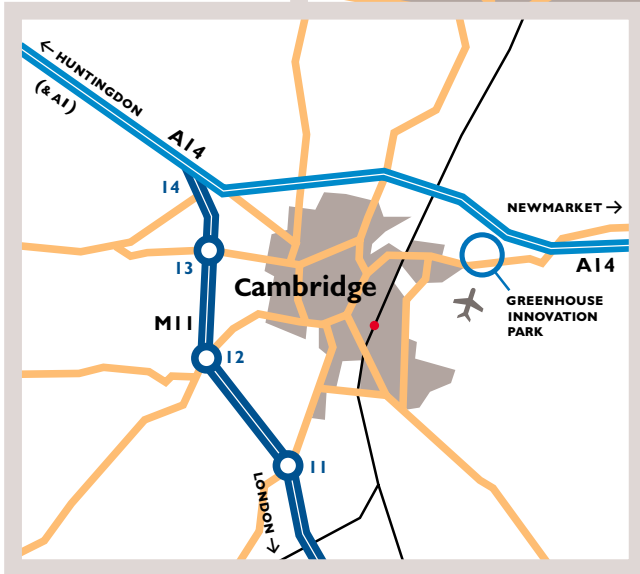 ← HUNTINGDON
(& A1)
A14
14
NEWMARKET →
13
A14
Cambridge
GREENHOUSE
INNOVATION
PARK
M11
12
11
LONDON →